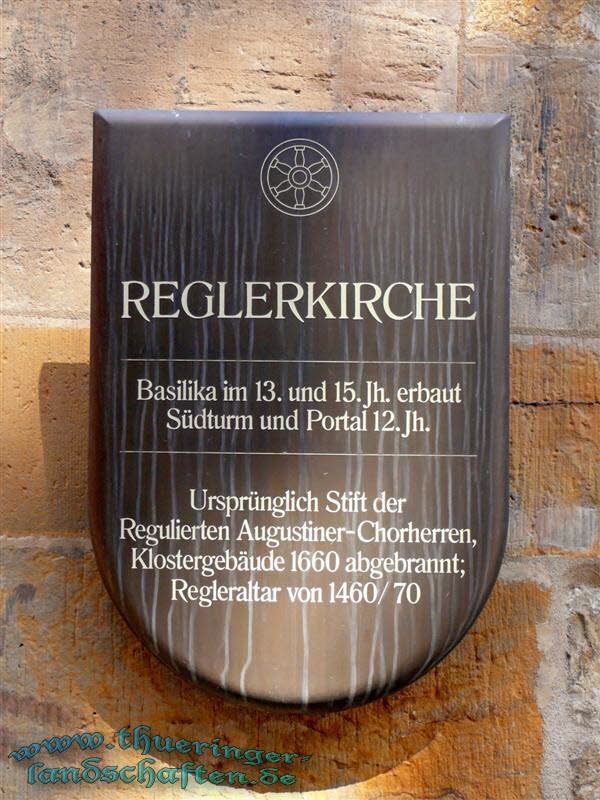 REGLERKIRCHE
Basilika im 13. und 15. Jh. erbaut
Südturm und Portal 12. Jh.
Ursprünglich Stift der
Regulierten Augustiner-Chorherren,
Klostergebäude 1660 abgebrannt;
Regleraltar von 1460/70
www.thueringer-
landschaften.de